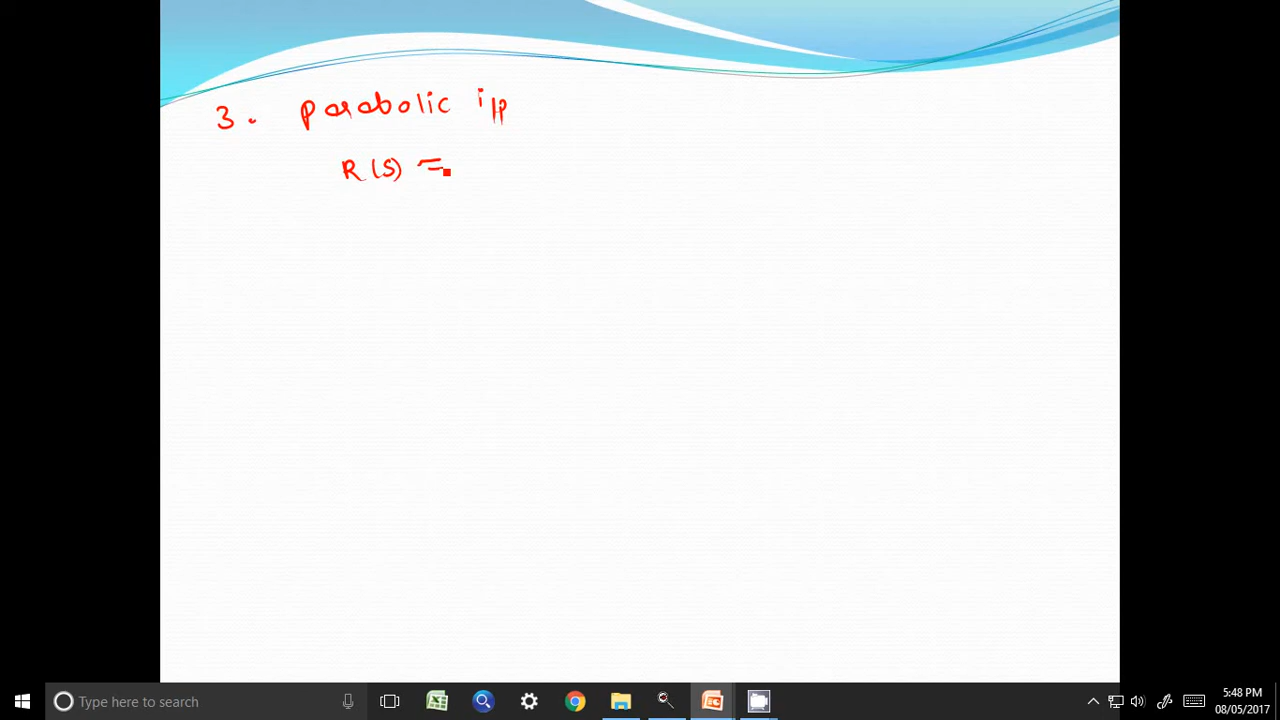 3. parabolic i/p
R(S) =
Type here to search
5:48 PM
08/05/2017